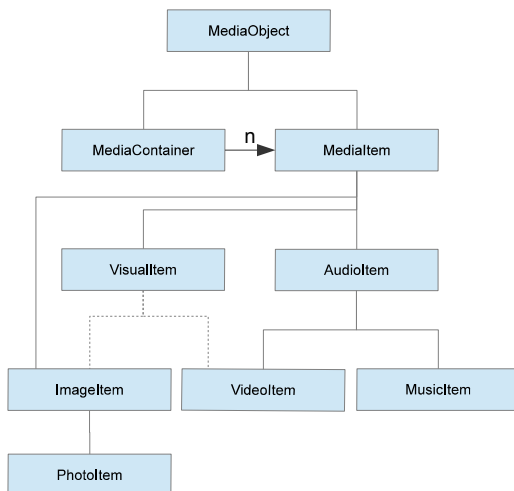 MediaObject
MediaContainer
n
MediaItem
VisualItem
AudioItem
ImageItem
VideoItem
MusicItem
PhotoItem